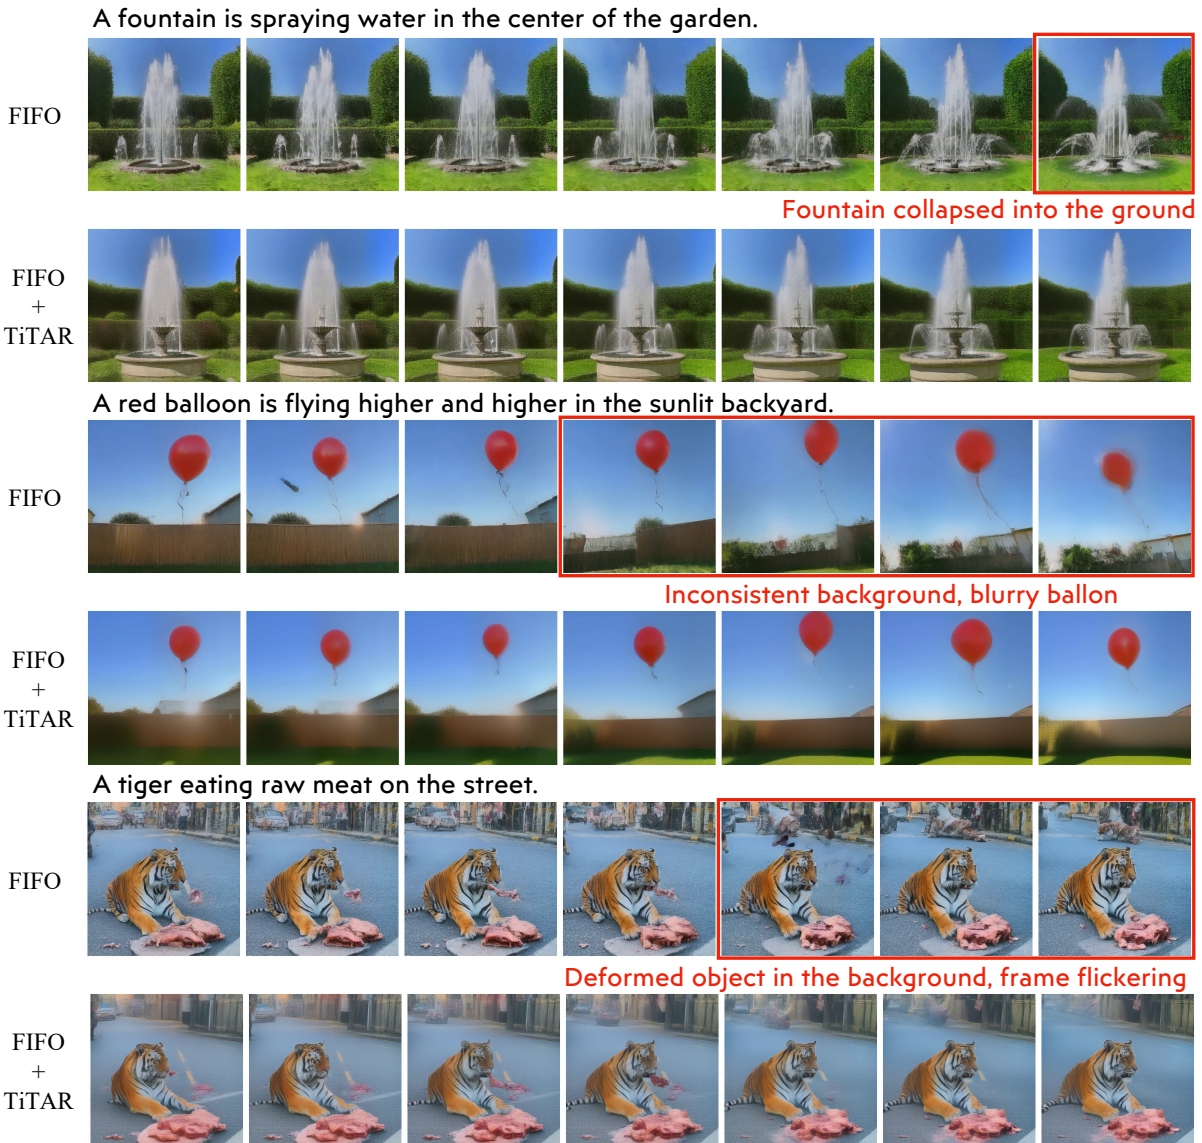 A fountain is spraying water in the center of the garden.
FIFO
Fountain collapsed into the ground
FIFO
+
TiTAR
A red balloon is flying higher and higher in the sunlit backyard.
FIFO
Inconsistent background, blurry ballon
FIFO
+
TiTAR
A tiger eating raw meat on the street.
FIFO
Deformed object in the background, frame flickering
FIFO
+
TiTAR